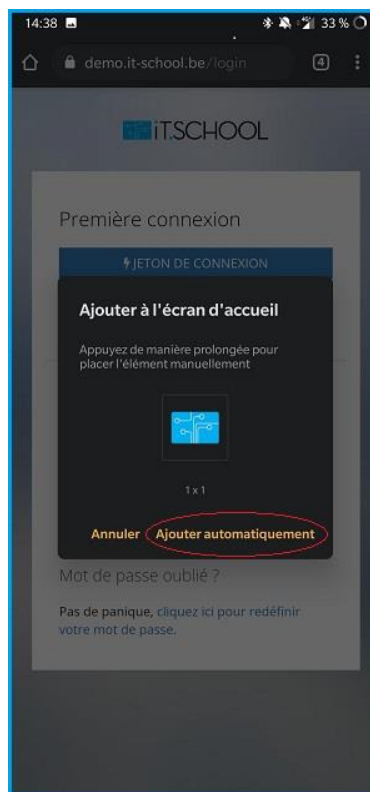 14:38 33 %
demo.it-school.be/login 4
iT.SCHOOL
Première connexion
JETON DE CONNEXION
Ajouter à l'écran d'accueil
Appuyez de manière prolongée pour
placer l'élément manuellement
1 x 1
Annuler Ajouter automatiquement
Mot de passe oublié ?
Pas de panique, cliquez ici pour redéfinir
votre mot de passe.